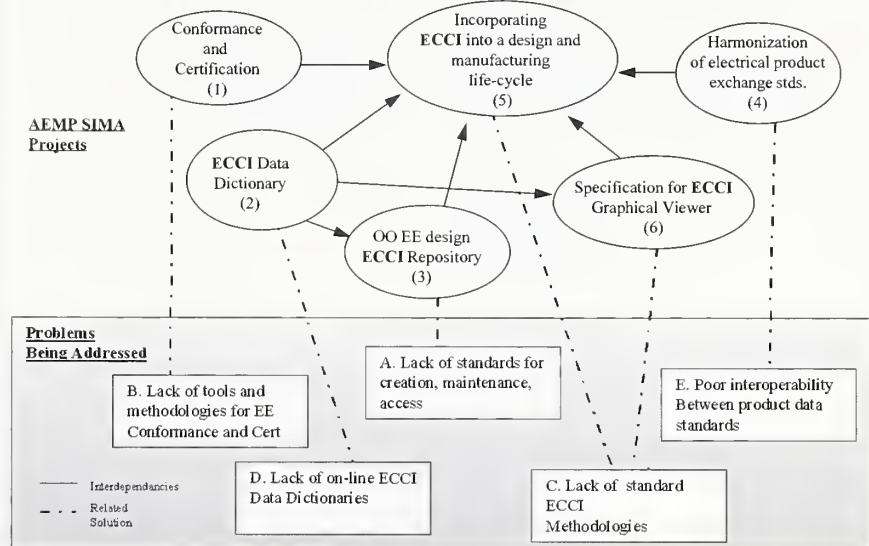 Conformance
and
Certification
(1)
Incorporating
ECCI into a design and
manufacturing
life-cycle
(5)
Harmonization
of electrical product
exchange stds.
(4)
AEMP SIMA
Projects
ECCI Data
Dictionary
(2)
Specification for ECCI
Graphical Viewer
(6)
OO EE design
ECCI Repository
(3)
Problems
Being Addressed
A. Lack of standards for
creation, maintenance,
access
B. Lack of tools and
methodologies for EE
Conformance and Cert
E. Poor interoperability
Between product data
standards
D. Lack of on-line ECCI
Data Dictionaries
C. Lack of standard
ECCI
Methodologies
Interdependancies
Related
Solution